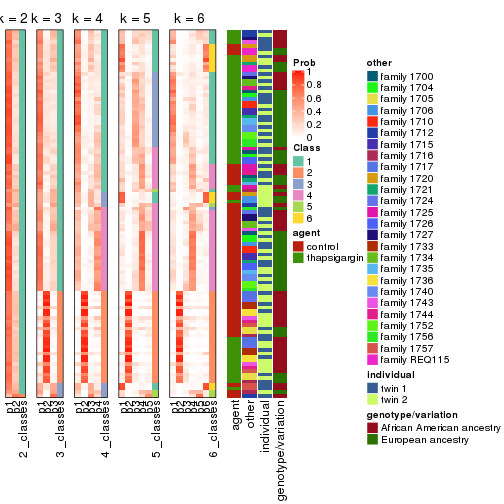 k = 2
k = 3
k = 4
k = 5
k = 6
p1
p2
2_classes
p1
p2
p3
3_classes
p1
p2
p3
p4
4_classes
p1
p2
p3
p4
p5
5_classes
p1
p2
p3
p4
p5
p6
6_classes
agent
other
individual
genotype/variation
Prob
1
0.8
0.6
0.4
0.2
0
Class
1
2
3
4
5
6
agent
control
thapsigargin
other
family 1700
family 1704
family 1705
family 1706
family 1710
family 1712
family 1715
family 1716
family 1717
family 1720
family 1721
family 1724
family 1725
family 1726
family 1727
family 1733
family 1734
family 1735
family 1736
family 1740
family 1743
family 1744
family 1752
family 1756
family 1757
family REQ115
individual
twin 1
twin 2
genotype/variation
African American ancestry
European ancestry